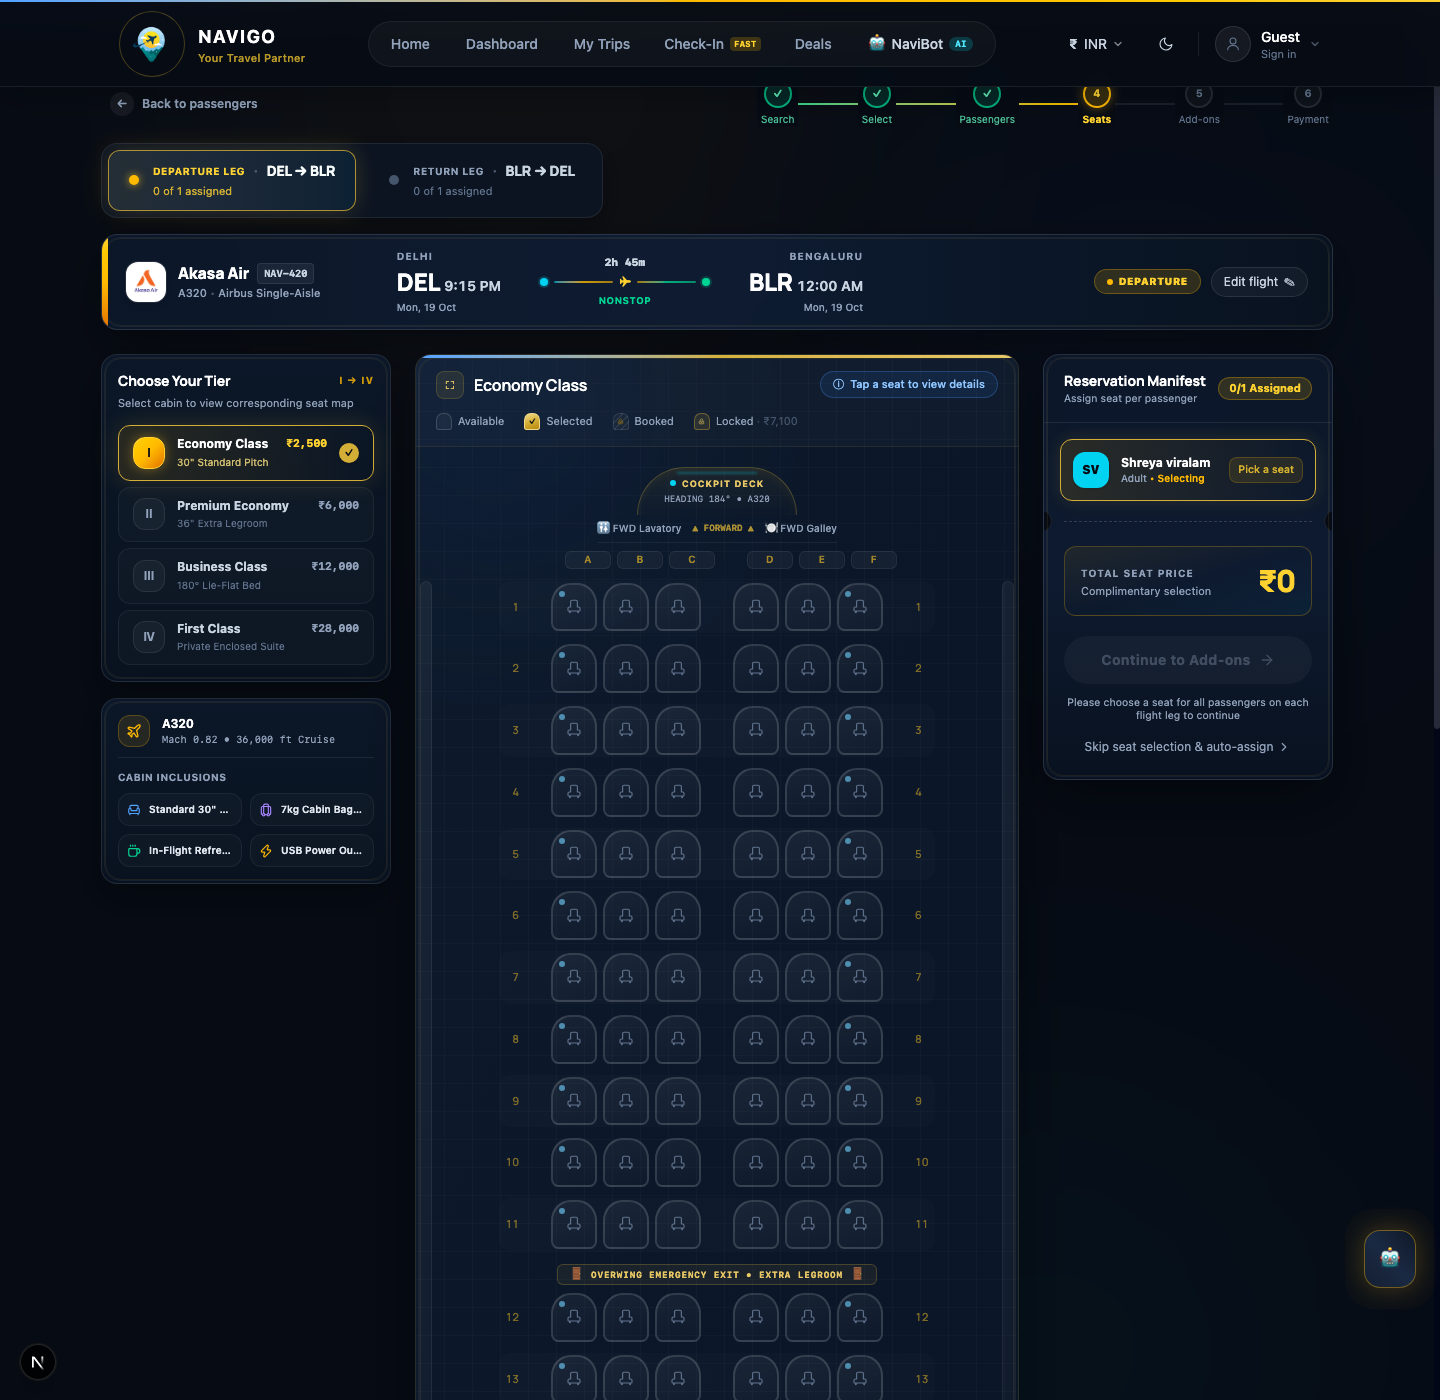 NAVIGO
Your Travel Partner
Home
Dashboard
My Trips
Check-In FAST
Deals
NaviBot AI
₹ INR
Guest
Sign in
Back to passengers
Search
Select
Passengers
4
Seats
5
Add-ons
6
Payment
DEPARTURE LEG · DEL → BLR
0 of 1 assigned
RETURN LEG · BLR → DEL
0 of 1 assigned
Akasa Air
Akasa Air NAV-420
A320 · Airbus Single-Aisle
DELHI
DEL 9:15 PM
Mon, 19 Oct
2h 45m
NONSTOP
BENGALURU
BLR 12:00 AM
Mon, 19 Oct
DEPARTURE
Edit flight ✎
Choose Your Tier
I → IV
Select cabin to view corresponding seat map
I
Economy Class ₹2,500
30" Standard Pitch
II
Premium Economy ₹6,000
36" Extra Legroom
III
Business Class ₹12,000
180° Lie-Flat Bed
IV
First Class ₹28,000
Private Enclosed Suite
A320
Mach 0.82 • 36,000 ft Cruise
CABIN INCLUSIONS
Standard 30" ...
7kg Cabin Bag...
In-Flight Refre...
USB Power Ou...
Economy Class
Tap a seat to view details
Available
Selected
Booked
Locked · ₹7,100
COCKPIT DECK
HEADING 184° • A320
FWD Lavatory
▲ FORWARD ▲
FWD Galley
A B C D E F
1 1
2 2
3 3
4 4
5 5
6 6
7 7
8 8
9 9
10 10
11 11
OVERWING EMERGENCY EXIT • EXTRA LEGROOM
12 12
13 13
Reservation Manifest
Assign seat per passenger
0/1 Assigned
SV
Shreya viralam
Adult • Selecting
Pick a seat
TOTAL SEAT PRICE
Complimentary selection
₹0
Continue to Add-ons →
Please choose a seat for all passengers on each
flight leg to continue
Skip seat selection & auto-assign
N